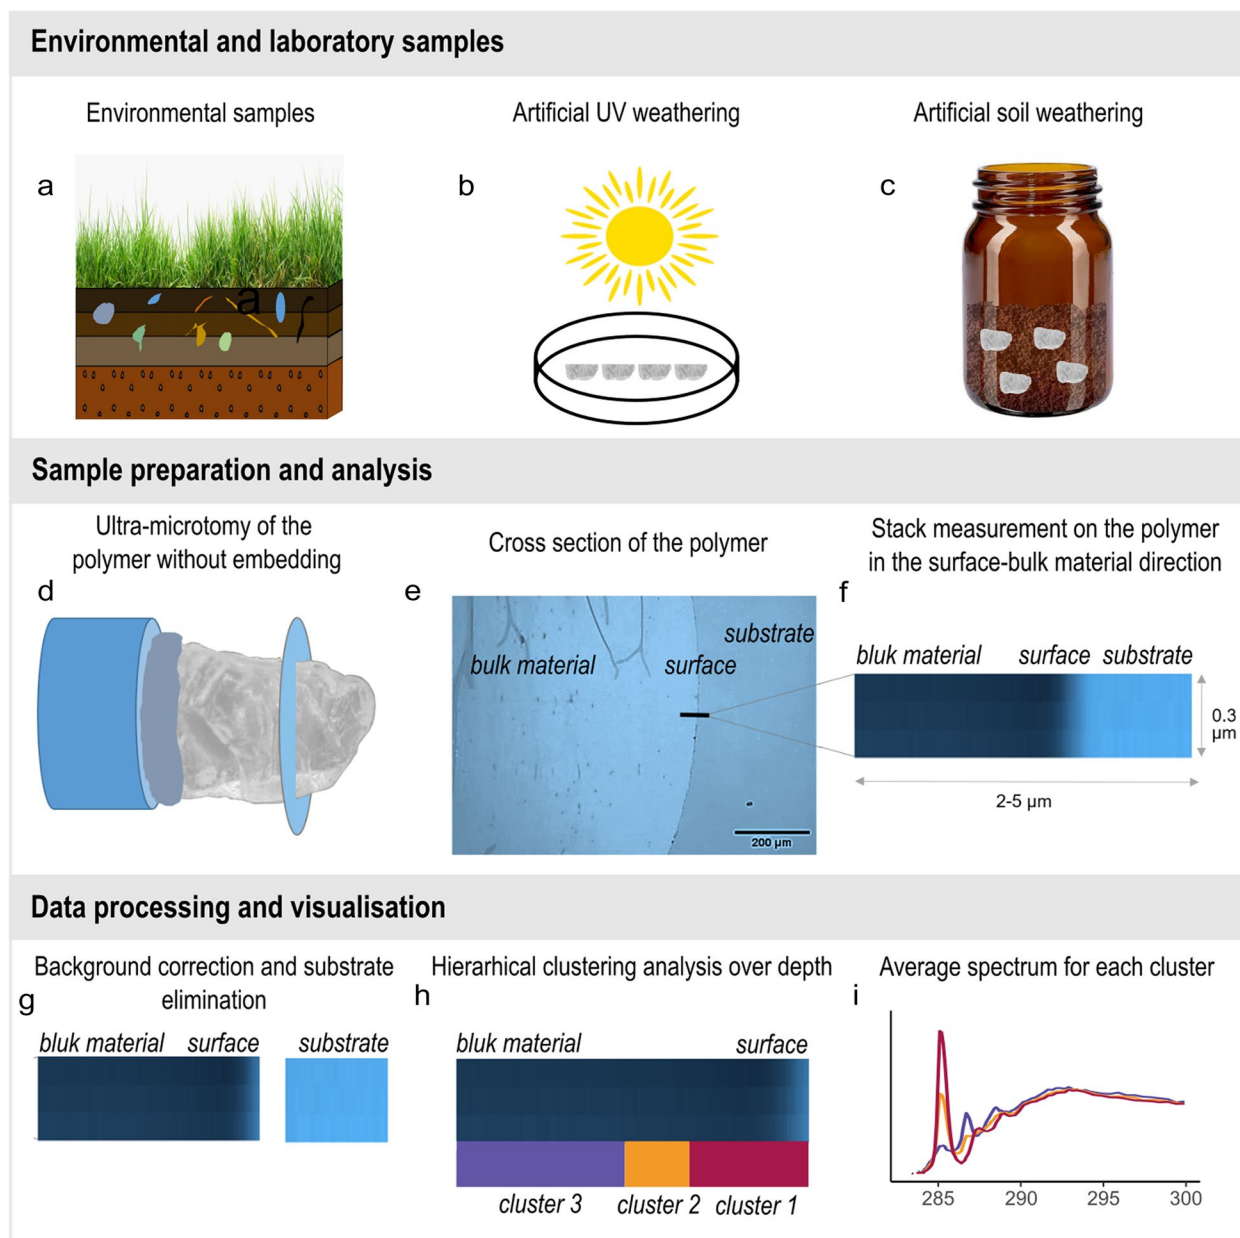 Environmental and laboratory samples
Environmental samples
Artificial UV weathering
Artificial soil weathering
a
b
c
a
Sample preparation and analysis
Ultra-microtomy of the
polymer without embedding
Cross section of the polymer
Stack measurement on the polymer
in the surface-bulk material direction
d
e
f
bulk material
surface
substrate
200 µm
bluk material
surface
substrate
0.3
µm
2-5 µm
Data processing and visualisation
Background correction and substrate
elimination
Hierarhical clustering analysis over depth
Average spectrum for each cluster
g
h
i
bluk material
surface
substrate
bluk material
surface
cluster 3
cluster 2
cluster 1
285
290
295
300